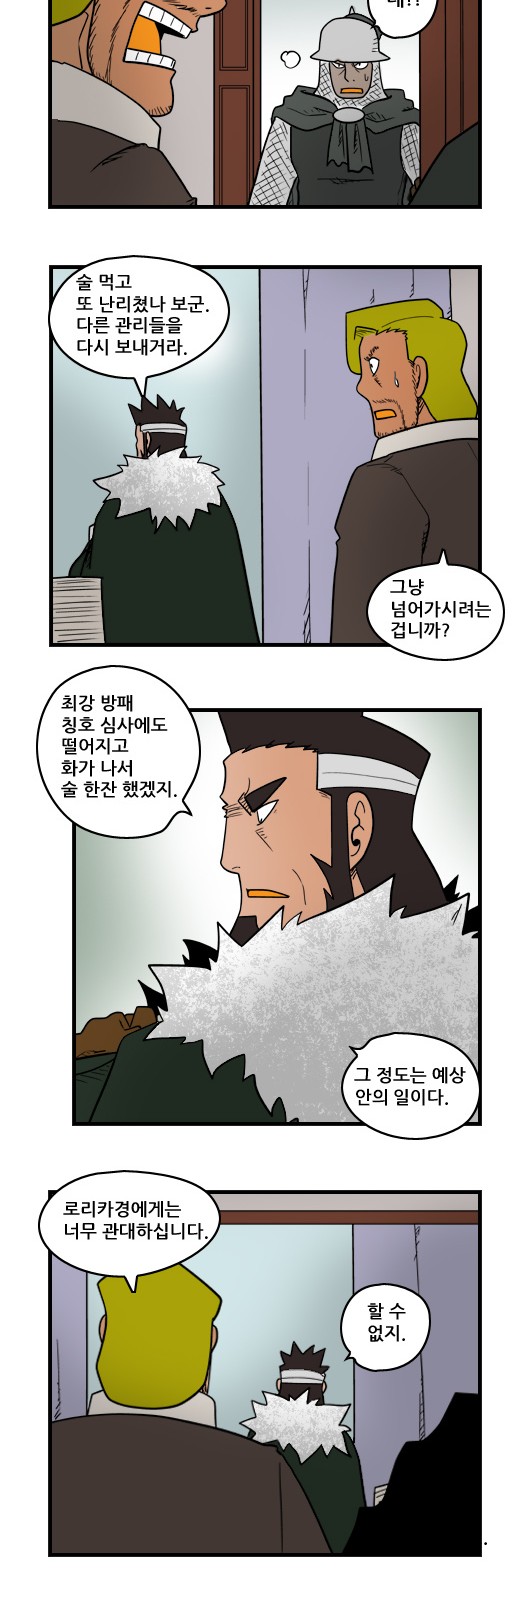 술 먹고
또 난리쳤나 보군.
다른 관리들을
다시 보내거라.
그냥
넘어가시려는
겁니까?
최강 방패
칭호 심사에도
떨어지고
화가 나서
술 한잔 했겠지.
그 정도는 예상
안의 일이다.
로리카경에게는
너무 관대하십니다.
할 수
없지.